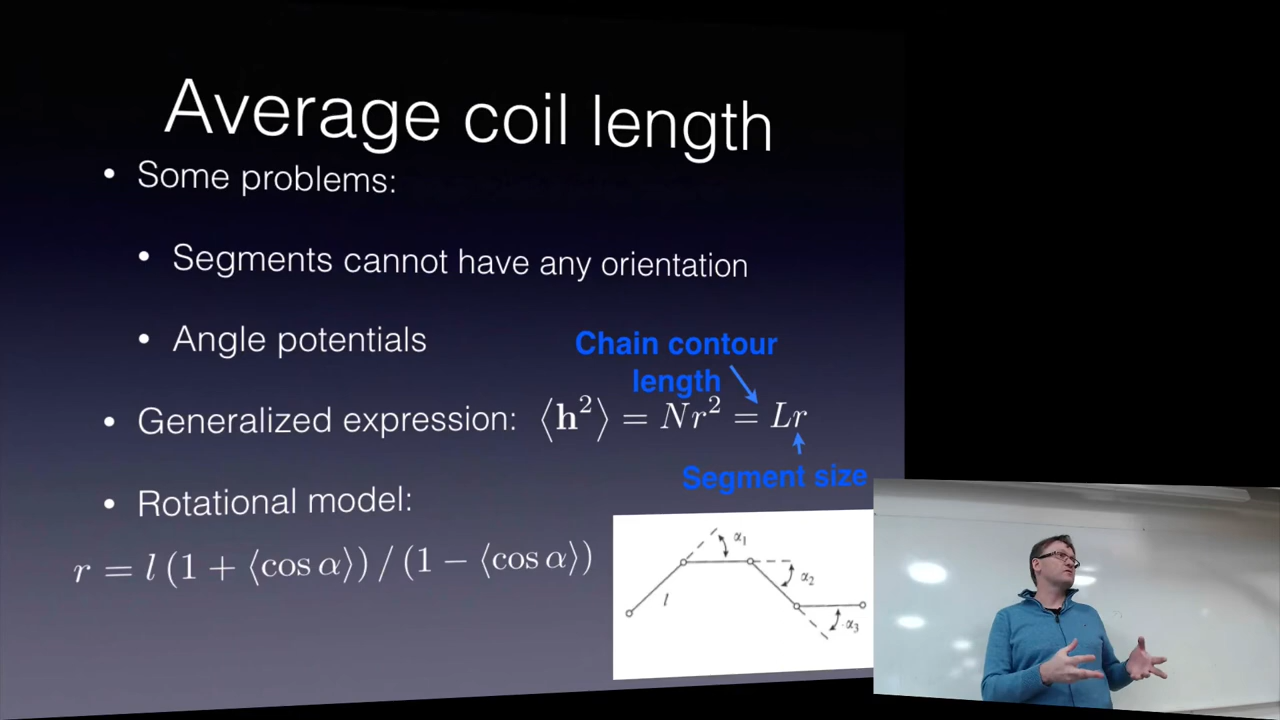 Average coil length
• Some problems:
• Segments cannot have any orientation
• Angle potentials
Chain contour
length
• Generalized expression: ⟨h²⟩ = Nr² = Lr
Segment size
• Rotational model:
r = l (1 + ⟨cos α⟩) / (1 − ⟨cos α⟩)
α₁
α₂
l
α₃